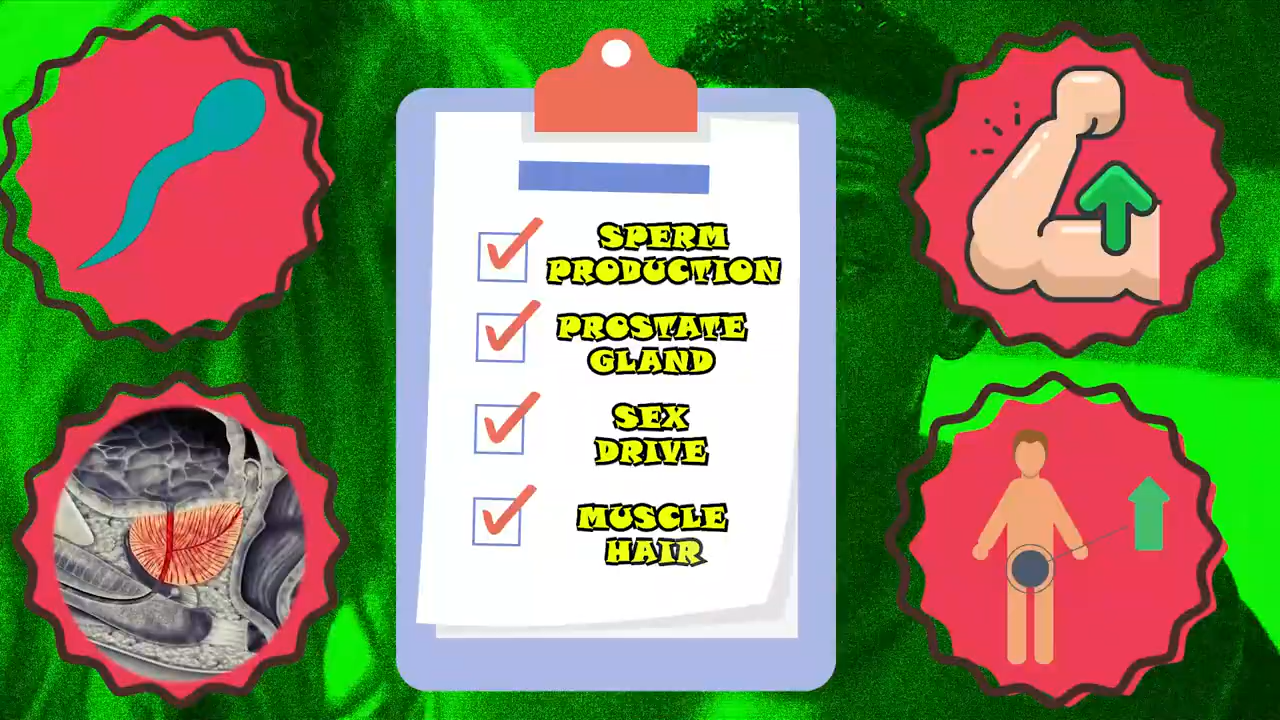 SPERM
PRODUCTION
PROSTATE
GLAND
SEX
DRIVE
MUSCLE
HAIR